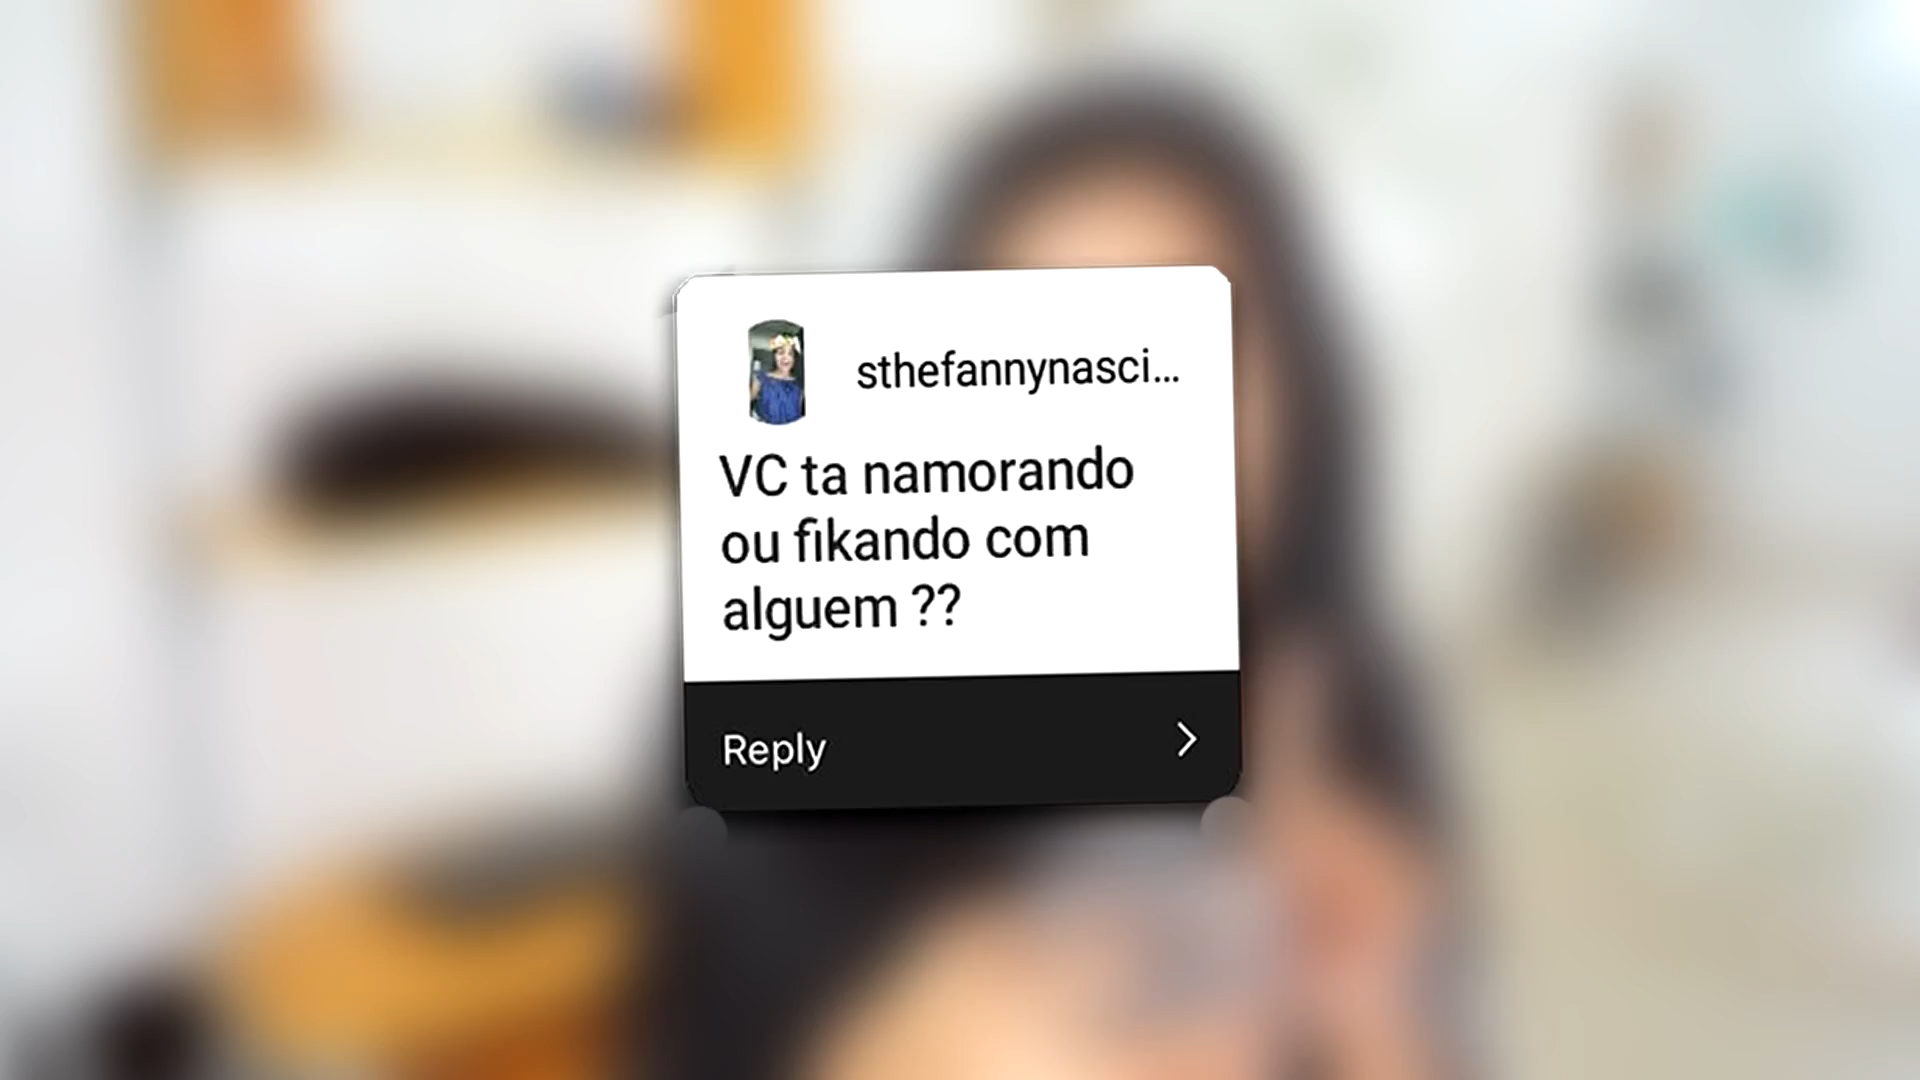 sthefannynasci...
VC ta namorando
ou fikando com
alguem ??
Reply